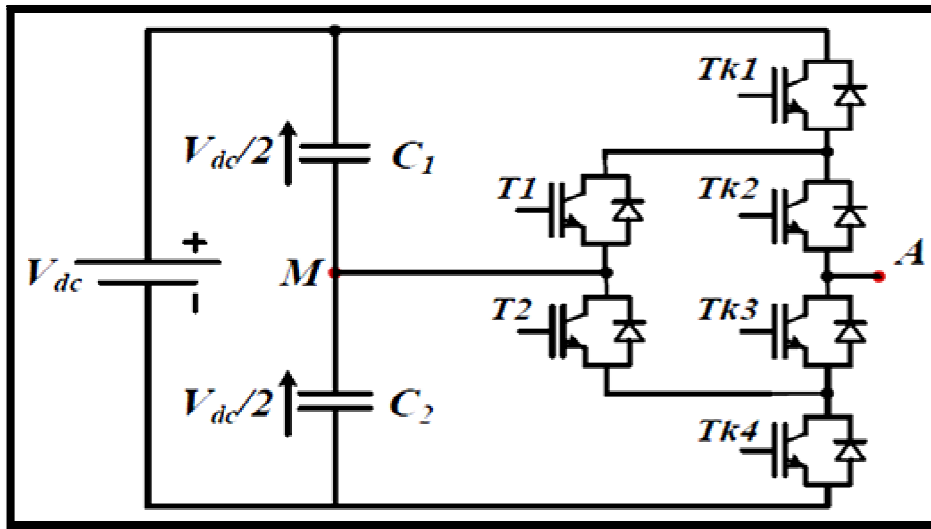 Tk1
Vdc/2
C1
T1
Tk2
+
Vdc
M
A
-
T2
Tk3
Vdc/2
C2
Tk4